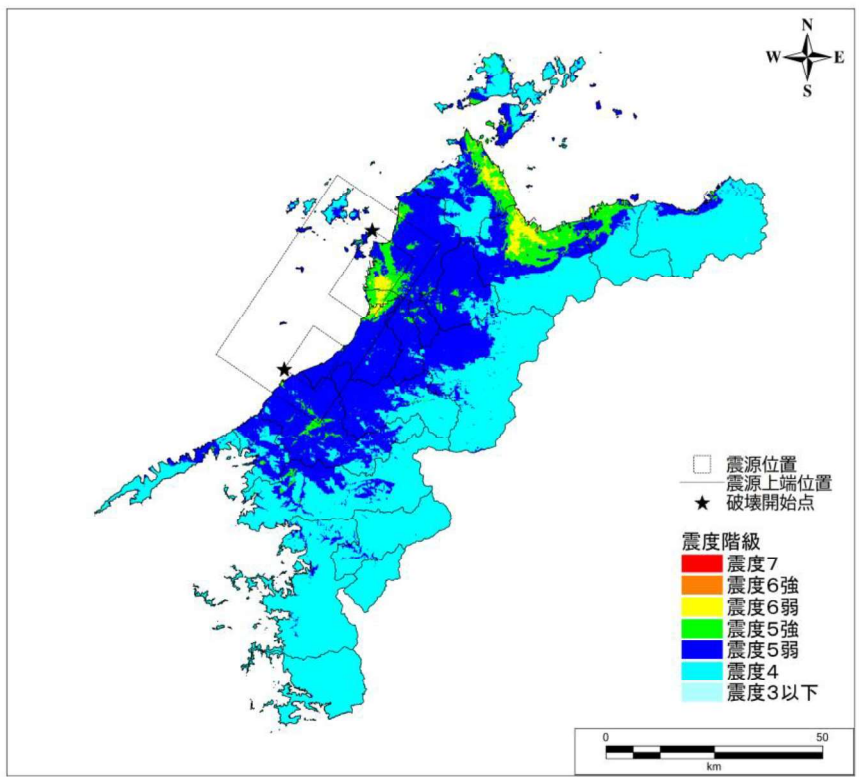 N
W E
S
震源位置
震源上端位置
破壊開始点
震度階級
震度7
震度6強
震度6弱
震度5強
震度5弱
震度4
震度3以下
0 50
km